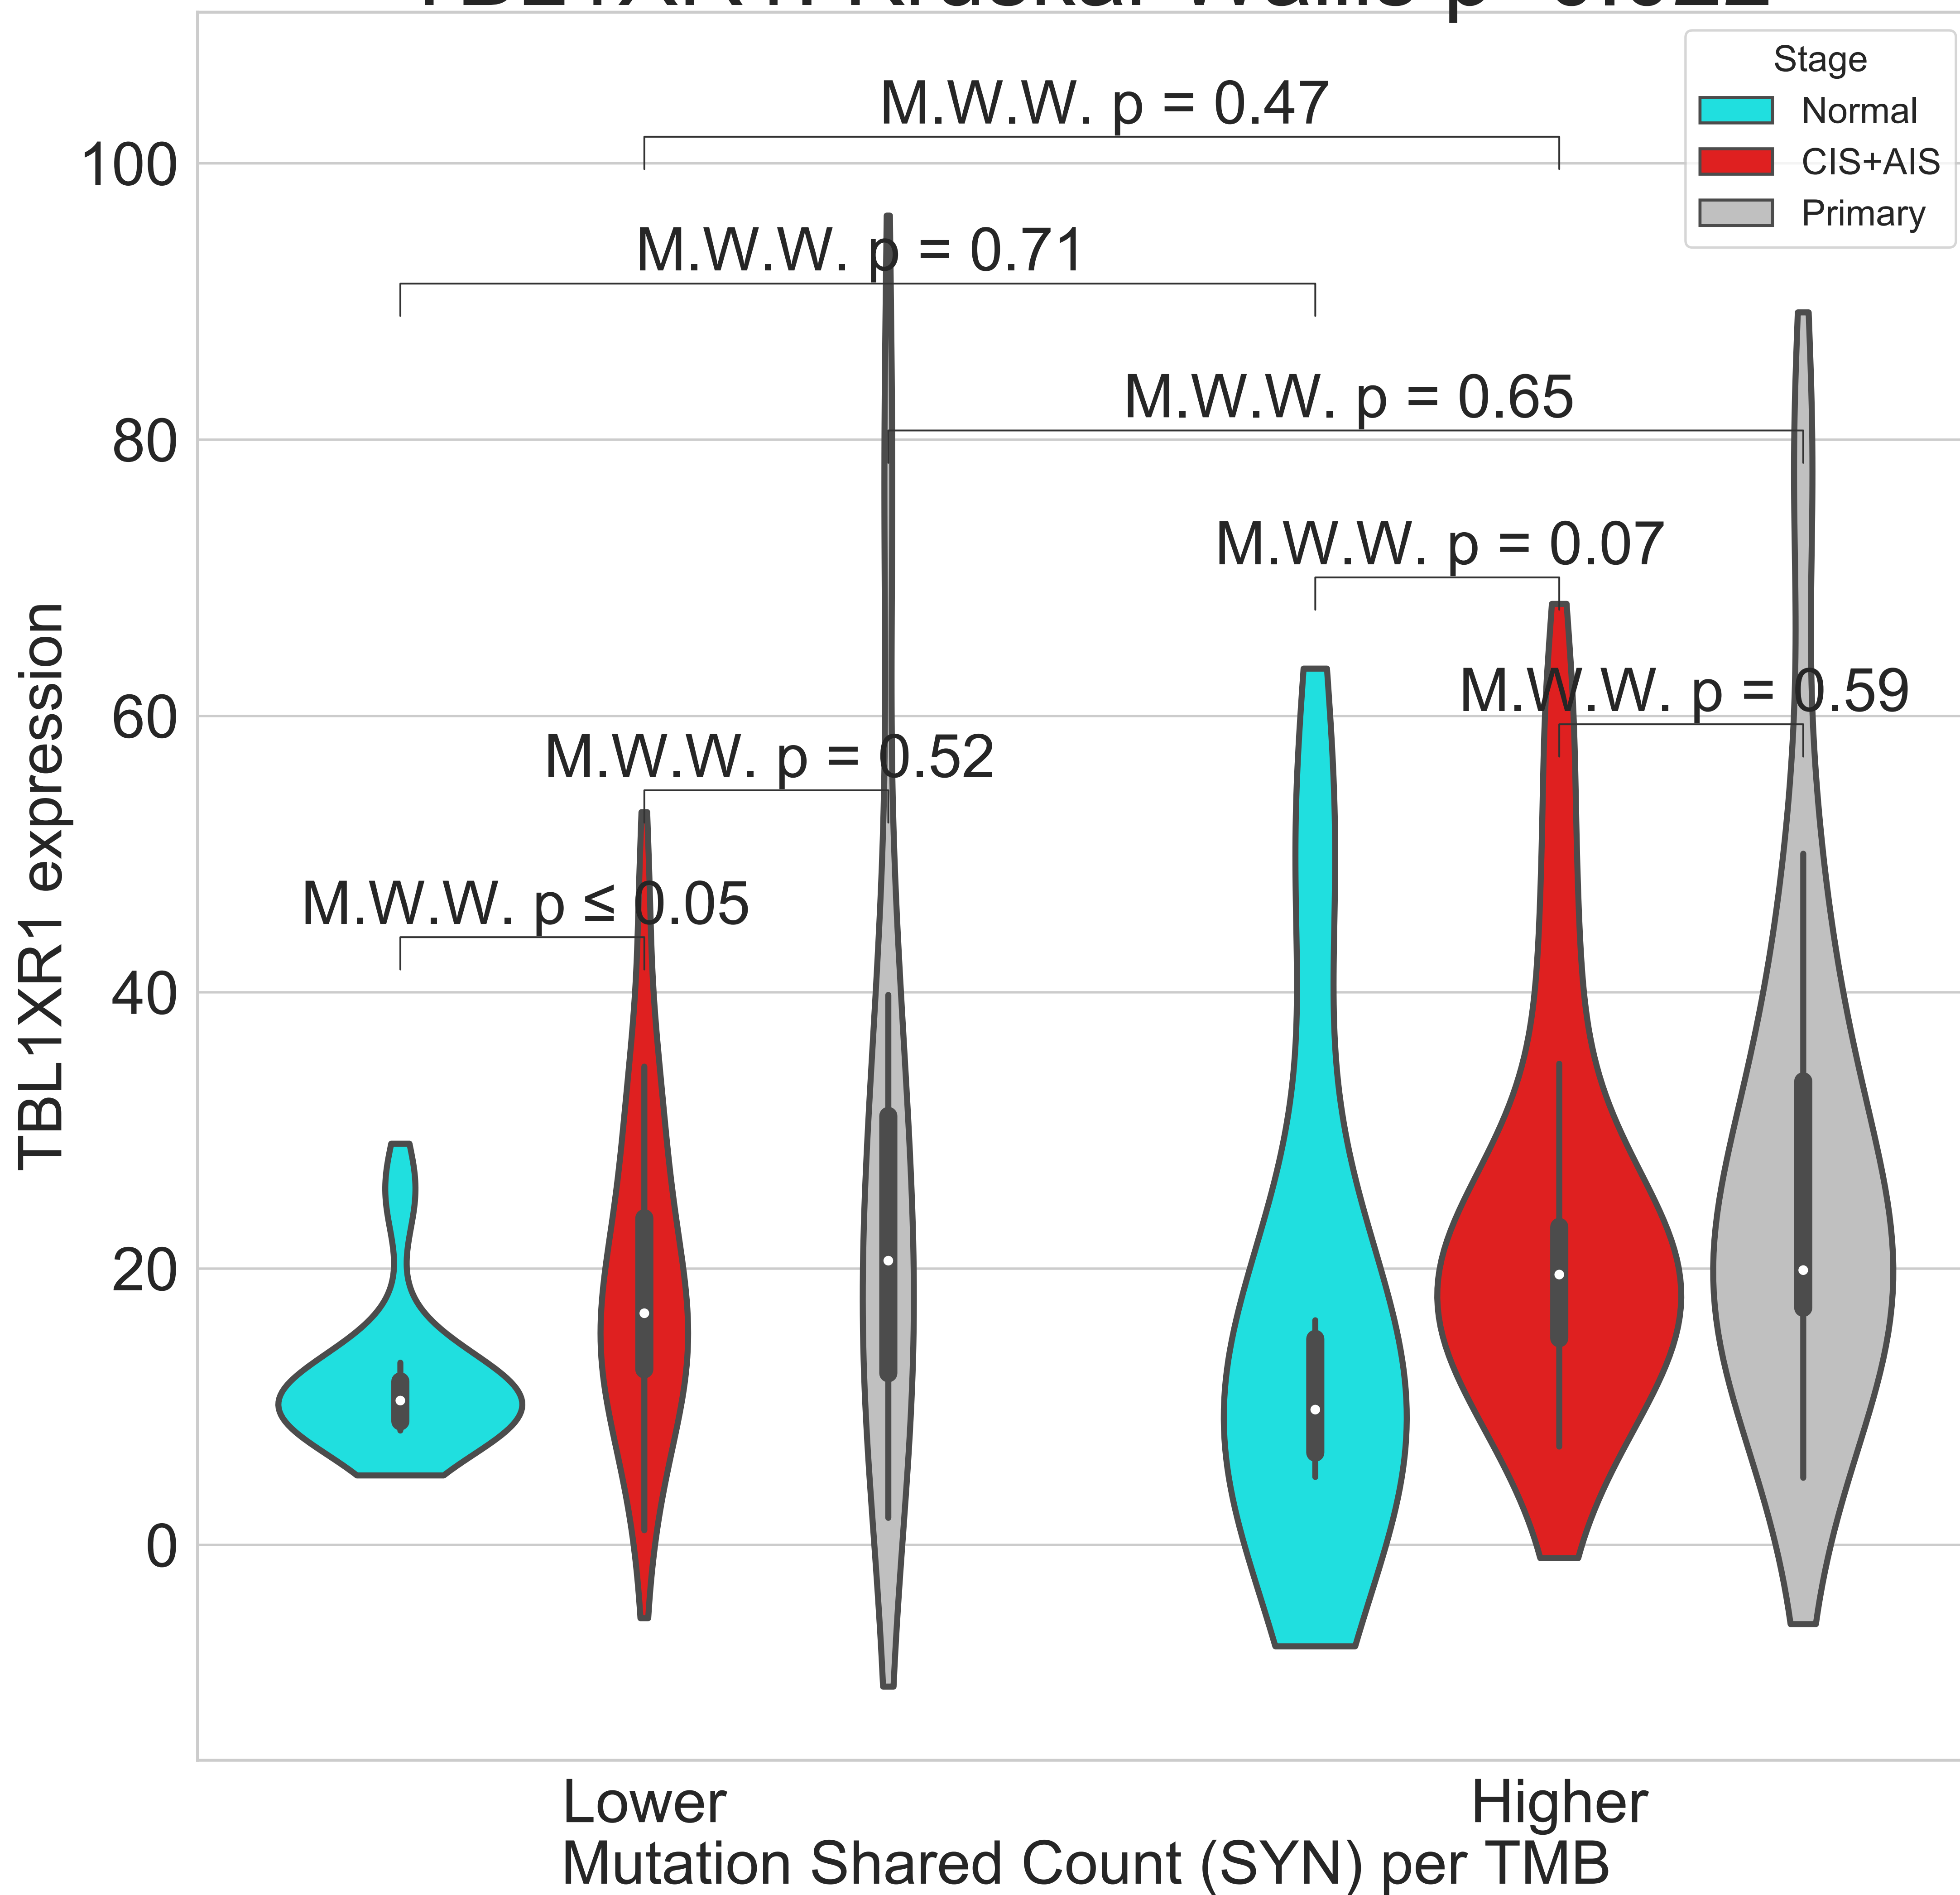 Stage
Normal
CIS+AIS
Primary
M.W.W. p = 0.47
M.W.W. p = 0.71
M.W.W. p = 0.65
M.W.W. p = 0.07
M.W.W. p = 0.59
M.W.W. p = 0.52
M.W.W. p ≤ 0.05
100
80
60
40
20
0
TBL1XR1 expression
Lower
Higher
Mutation Shared Count (SYN) per TMB